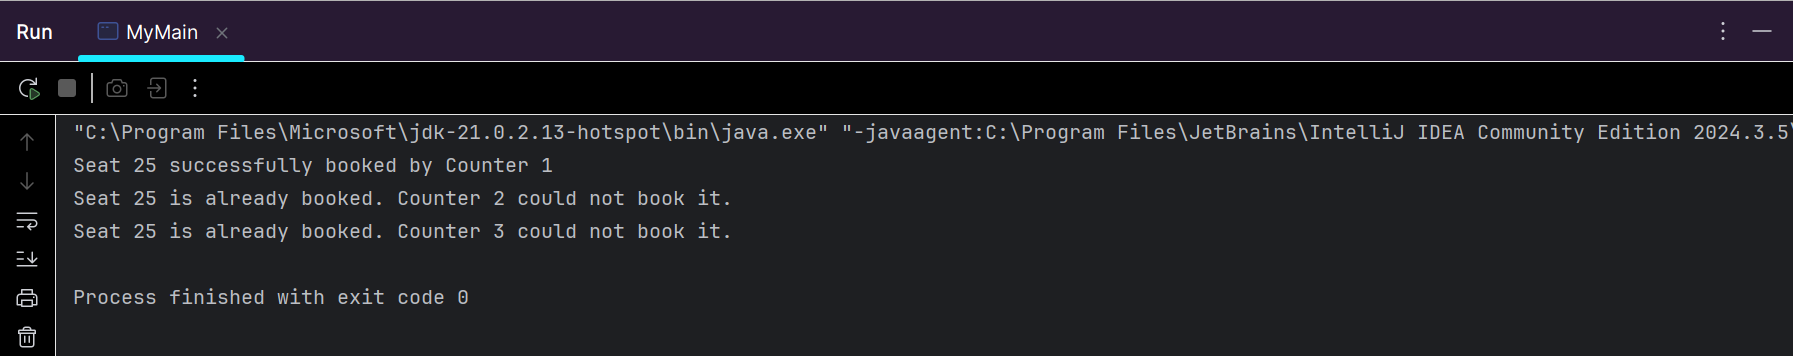 Run MyMain
"C:\Program Files\Microsoft\jdk-21.0.2.13-hotspot\bin\java.exe" "-javaagent:C:\Program Files\JetBrains\IntelliJ IDEA Community Edition 2024.3.5\
Seat 25 successfully booked by Counter 1
Seat 25 is already booked. Counter 2 could not book it.
Seat 25 is already booked. Counter 3 could not book it.
Process finished with exit code 0